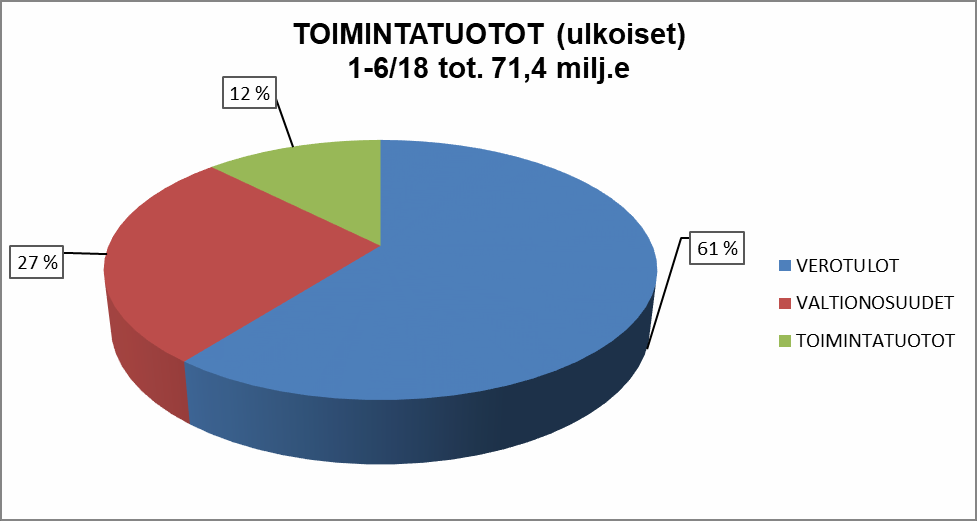 TOIMINTATUOTOT (ulkoiset)
1-6/18 tot. 71,4 milj.e
12 %
27 %
61 %
VEROTULOT
VALTIONOSUUDET
TOIMINTATUOTOT